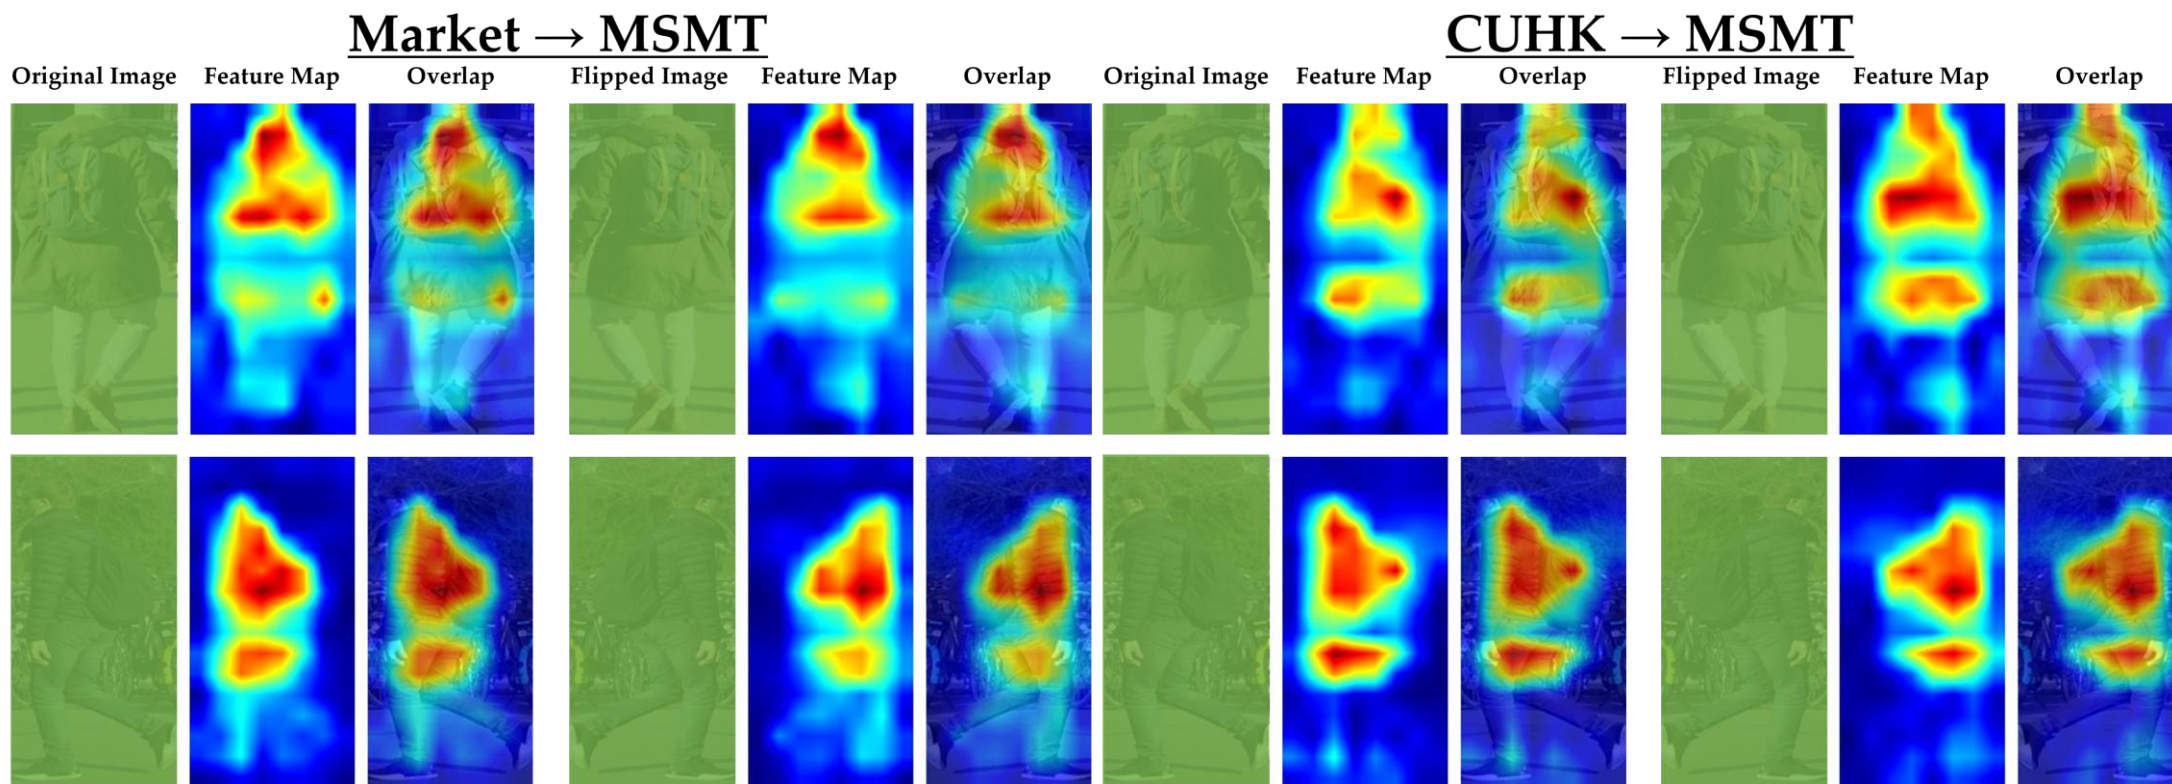 Market → MSMT
CUHK → MSMT
Original Image Feature Map Overlap Flipped Image Feature Map Overlap Original Image Feature Map Overlap Flipped Image Feature Map Overlap